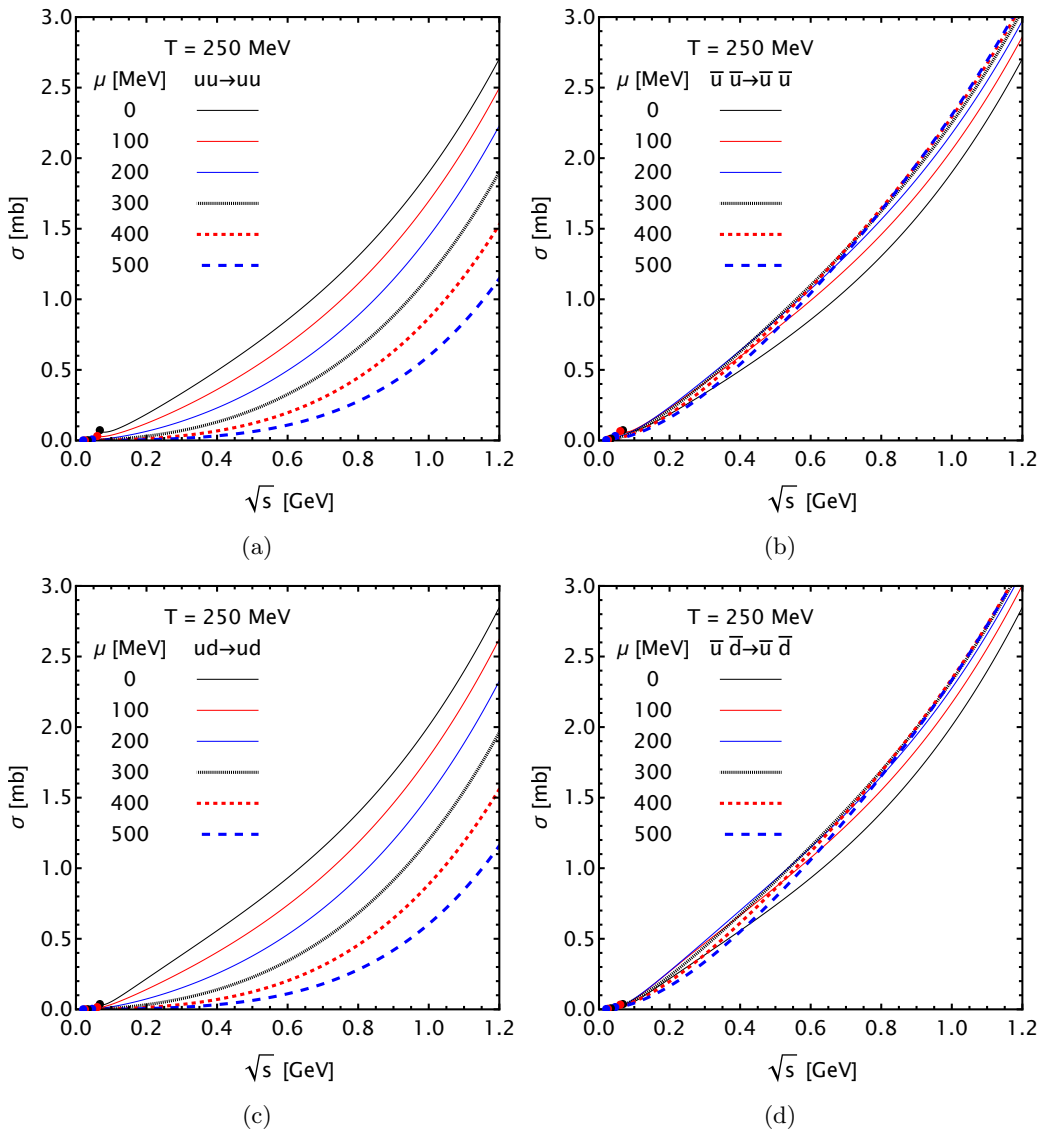 T = 250 MeV
μ [MeV] uu→uu
0
100
200
300
400
500
σ [mb]
3.0
2.5
2.0
1.5
1.0
0.5
0.0
0.0 0.2 0.4 0.6 0.8 1.0 1.2
√s [GeV]
(a)
T = 250 MeV
μ [MeV] u̅ u̅→u̅ u̅
0
100
200
300
400
500
σ [mb]
3.0
2.5
2.0
1.5
1.0
0.5
0.0
0.0 0.2 0.4 0.6 0.8 1.0 1.2
√s [GeV]
(b)
T = 250 MeV
μ [MeV] ud→ud
0
100
200
300
400
500
σ [mb]
3.0
2.5
2.0
1.5
1.0
0.5
0.0
0.0 0.2 0.4 0.6 0.8 1.0 1.2
√s [GeV]
(c)
T = 250 MeV
μ [MeV] u̅ d̅→u̅ d̅
0
100
200
300
400
500
σ [mb]
3.0
2.5
2.0
1.5
1.0
0.5
0.0
0.0 0.2 0.4 0.6 0.8 1.0 1.2
√s [GeV]
(d)